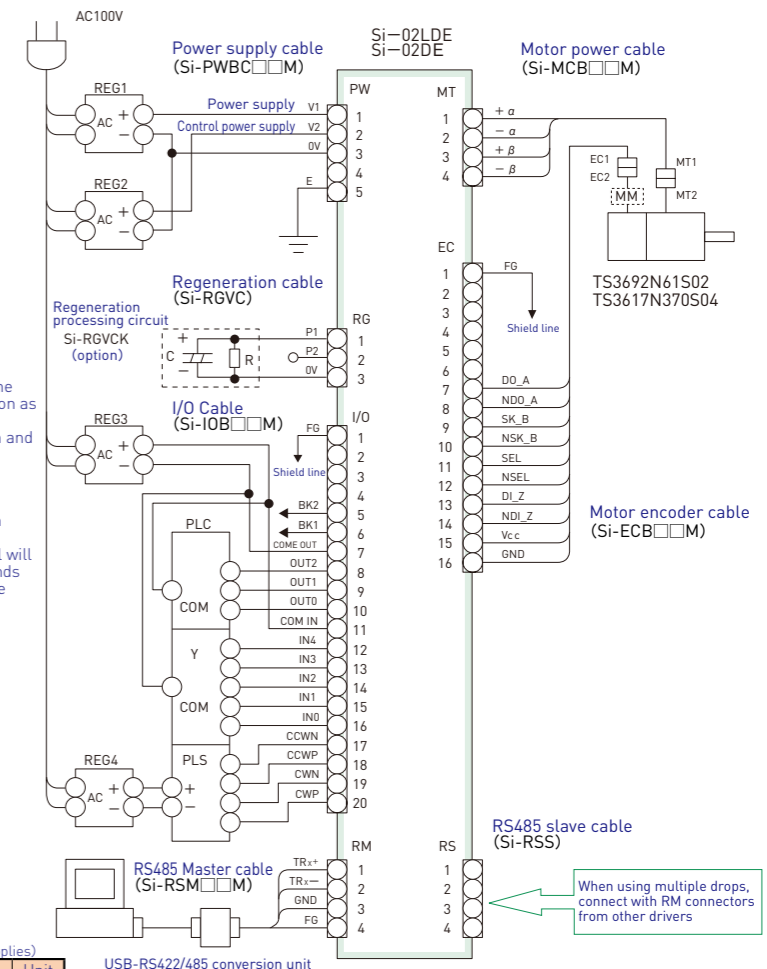 AC100V
Power supply cable
(Si-PWBC□□M)
Si−02LDE
Si−02DE
Motor power cable
(Si-MCB□□M)
REG1
AC + −
REG2
AC + −
Power supply V1
Control power supply V2
0V
E
PW
1
2
3
4
5
MT
1 + α
2 − α
3 + β
4 − β
EC1
EC2
MM
MT1
MT2
TS3692N61S02
TS3617N370S04
EC
1 FG
2
3
4
5
6
7 DO_A
8 NDO_A
9 SK_B
10 NSK_B
11 SEL
12 NSEL
13 DI_Z
14 NDI_Z
15 Vcc
16 GND
Shield line
Motor encoder cable
(Si-ECB□□M)
Regeneration cable
(Si-RGVC)
Regeneration
processing circuit
Si-RGVCK
(option)
+
C
−
R
RG
P1 1
P2 2
0V 3
he
on as
n and
l will
nds
e
I/O Cable
(Si-IOB□□M)
REG3
AC + −
I/O
FG 1
Shield line
2
3
4
BK2 5
BK1 6
COME OUT 7
OUT2 8
OUT1 9
OUT0 10
COM IN 11
IN4 12
IN3 13
IN2 14
IN1 15
IN0 16
CCWN 17
CCWP 18
CWN 19
CWP 20
PLC
COM
Y
COM
PLS
+
−
REG4
AC + −
RS485 Master cable
(Si-RSM□□M)
RM
TRx+ 1
TRx− 2
GND 3
FG 4
RS485 slave cable
(Si-RSS)
RS
1
2
3
4
When using multiple drops,
connect with RM connectors
from other drivers
USB-RS422/485 conversion unit
plies)
Unit